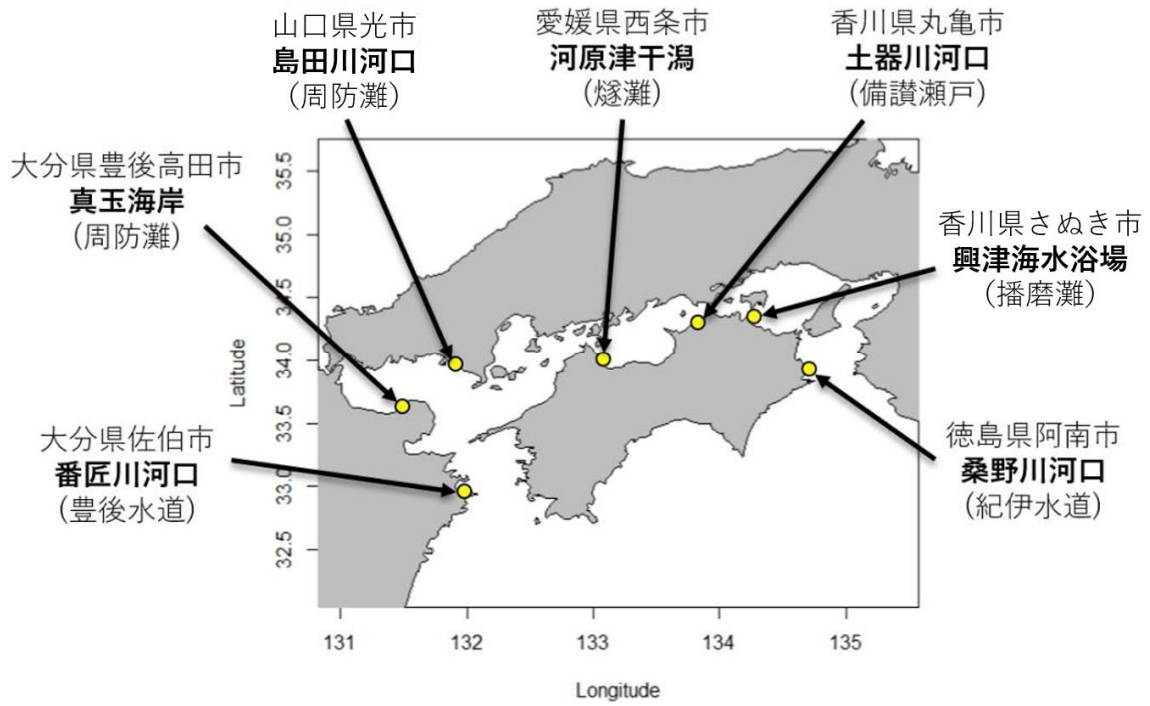 山口県光市
島田川河口
（周防灘）
愛媛県西条市
河原津干潟
（燧灘）
香川県丸亀市
土器川河口
（備讃瀬戸）
大分県豊後高田市
真玉海岸
（周防灘）
香川県さぬき市
興津海水浴場
（播磨灘）
大分県佐伯市
番匠川河口
（豊後水道）
徳島県阿南市
桑野川河口
（紀伊水道）
Latitude
35.5
35.0
34.5
34.0
33.5
33.0
32.5
131 132 133 134 135
Longitude